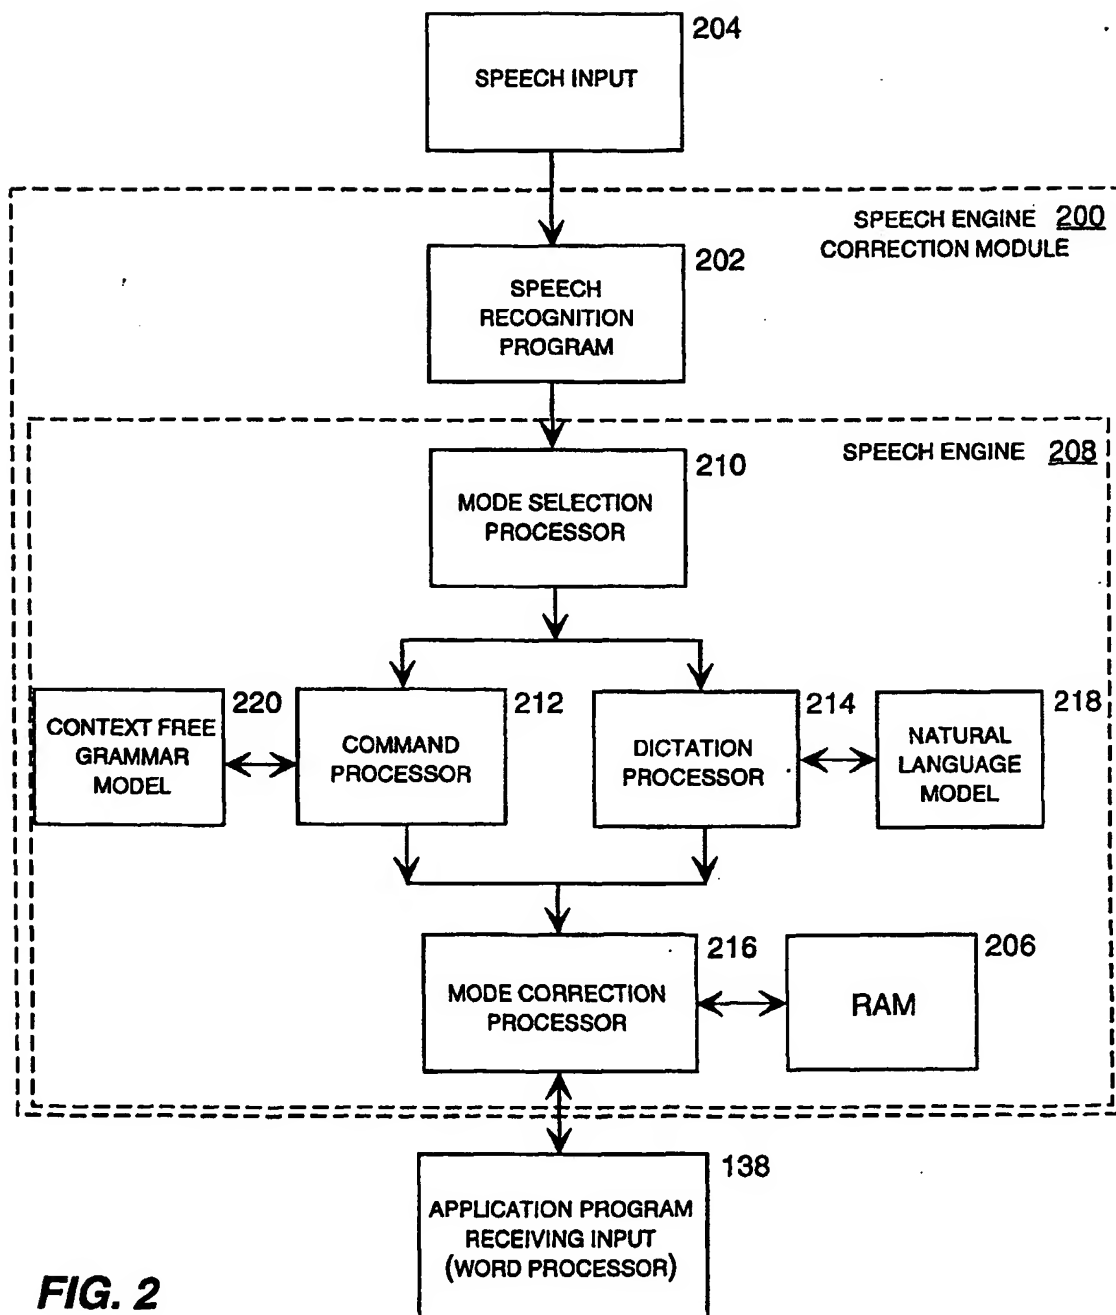 204
SPEECH INPUT
SPEECH ENGINE 200
CORRECTION MODULE
202
SPEECH
RECOGNITION
PROGRAM
SPEECH ENGINE 208
210
MODE SELECTION
PROCESSOR
220
CONTEXT FREE
GRAMMAR
MODEL
212
COMMAND
PROCESSOR
214
DICTATION
PROCESSOR
218
NATURAL
LANGUAGE
MODEL
216
MODE CORRECTION
PROCESSOR
206
RAM
138
APPLICATION PROGRAM
RECEIVING INPUT
(WORD PROCESSOR)
FIG. 2